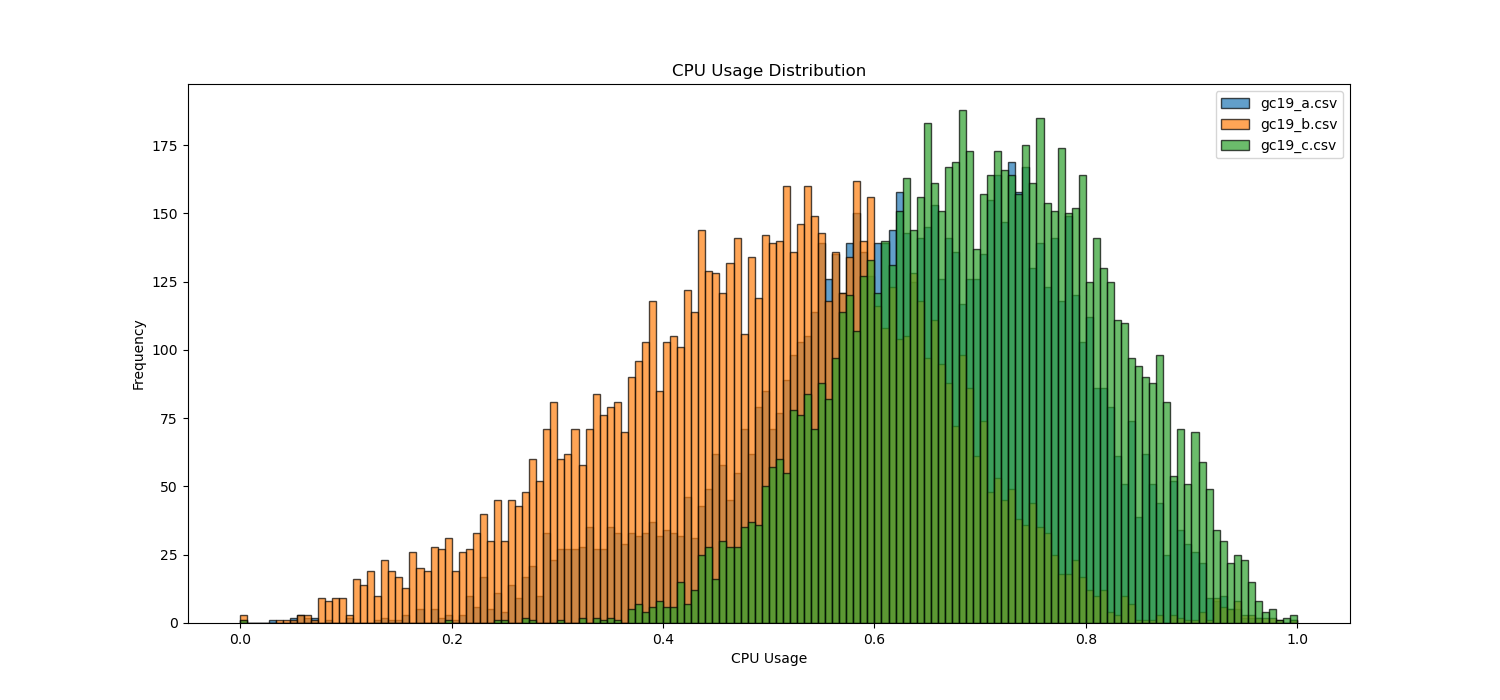 CPU Usage Distribution
gc19_a.csv
gc19_b.csv
gc19_c.csv
175
150
125
100
75
50
25
0
Frequency
0.0 0.2 0.4 0.6 0.8 1.0
CPU Usage